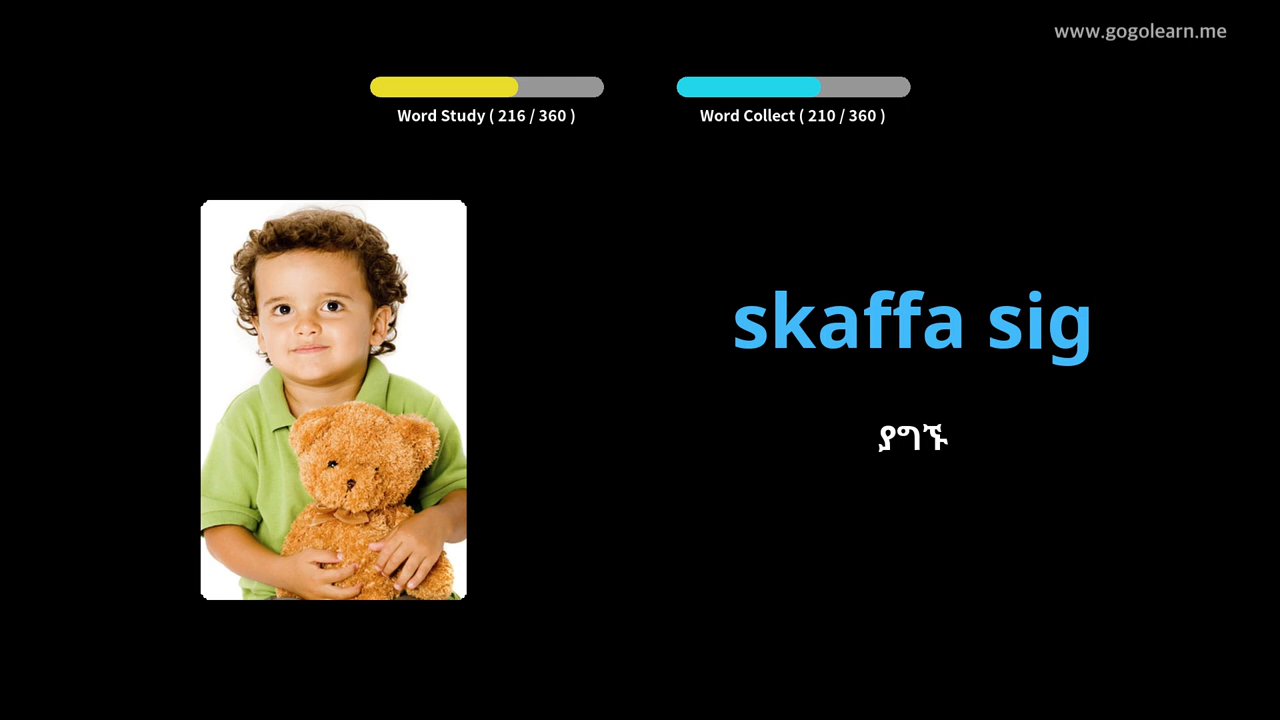 www.gogolearn.me
Word Study ( 216 / 360 )
Word Collect ( 210 / 360 )
skaffa sig
ያግኙ